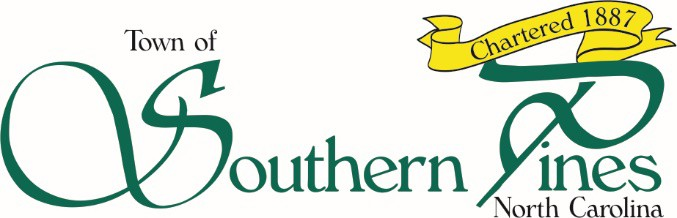 Town of
Chartered 1887
Southern Pines
North Carolina